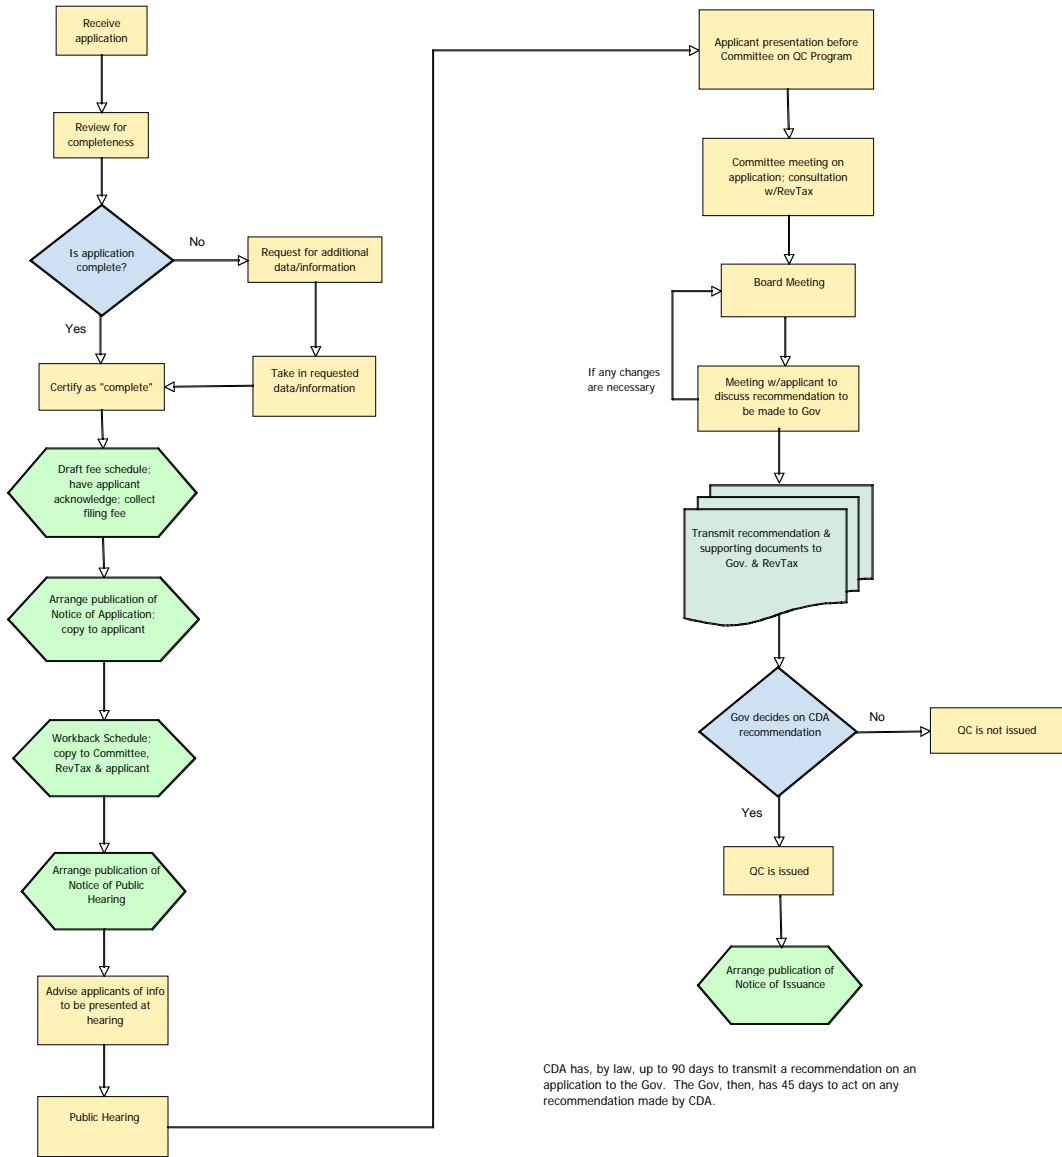 Receive
application
Review for
completeness
Is application
complete?
No
Request for additional
data/information
Yes
Take in requested
data/information
Certify as "complete"
Draft fee schedule;
have applicant
acknowledge; collect
filing fee
Arrange publication of
Notice of Application;
copy to applicant
Workback Schedule;
copy to Committee,
RevTax & applicant
Arrange publication of
Notice of Public
Hearing
Advise applicants of info
to be presented at
hearing
Public Hearing
Applicant presentation before
Committee on QC Program
Committee meeting on
application; consultation
w/RevTax
Board Meeting
If any changes
are necessary
Meeting w/applicant to
discuss recommendation to
be made to Gov
Transmit recommendation &
supporting documents to
Gov. & RevTax
Gov decides on CDA
recommendation
No
QC is not issued
Yes
QC is issued
Arrange publication of
Notice of Issuance
CDA has, by law, up to 90 days to transmit a recommendation on an
application to the Gov.  The Gov, then, has 45 days to act on any
recommendation made by CDA.